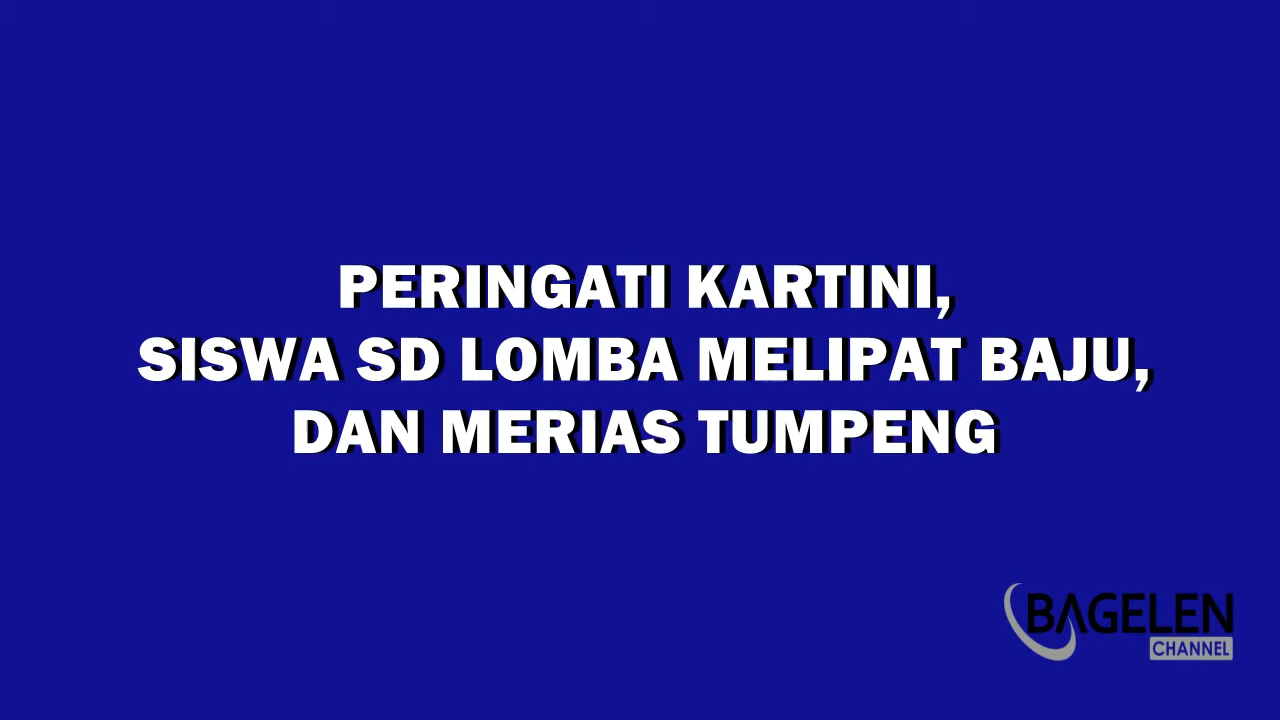 PERINGATI KARTINI,
SISWA SD LOMBA MELIPAT BAJU,
DAN MERIAS TUMPENG
BAGELEN
CHANNEL